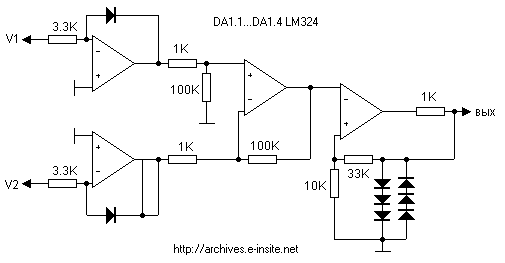 DA1.1...DA1.4 LM324
3.3K
V1
1K
100K
1K
вых
3.3K
V2
1K
100K
10K
33K
http://archives.e-insite.net